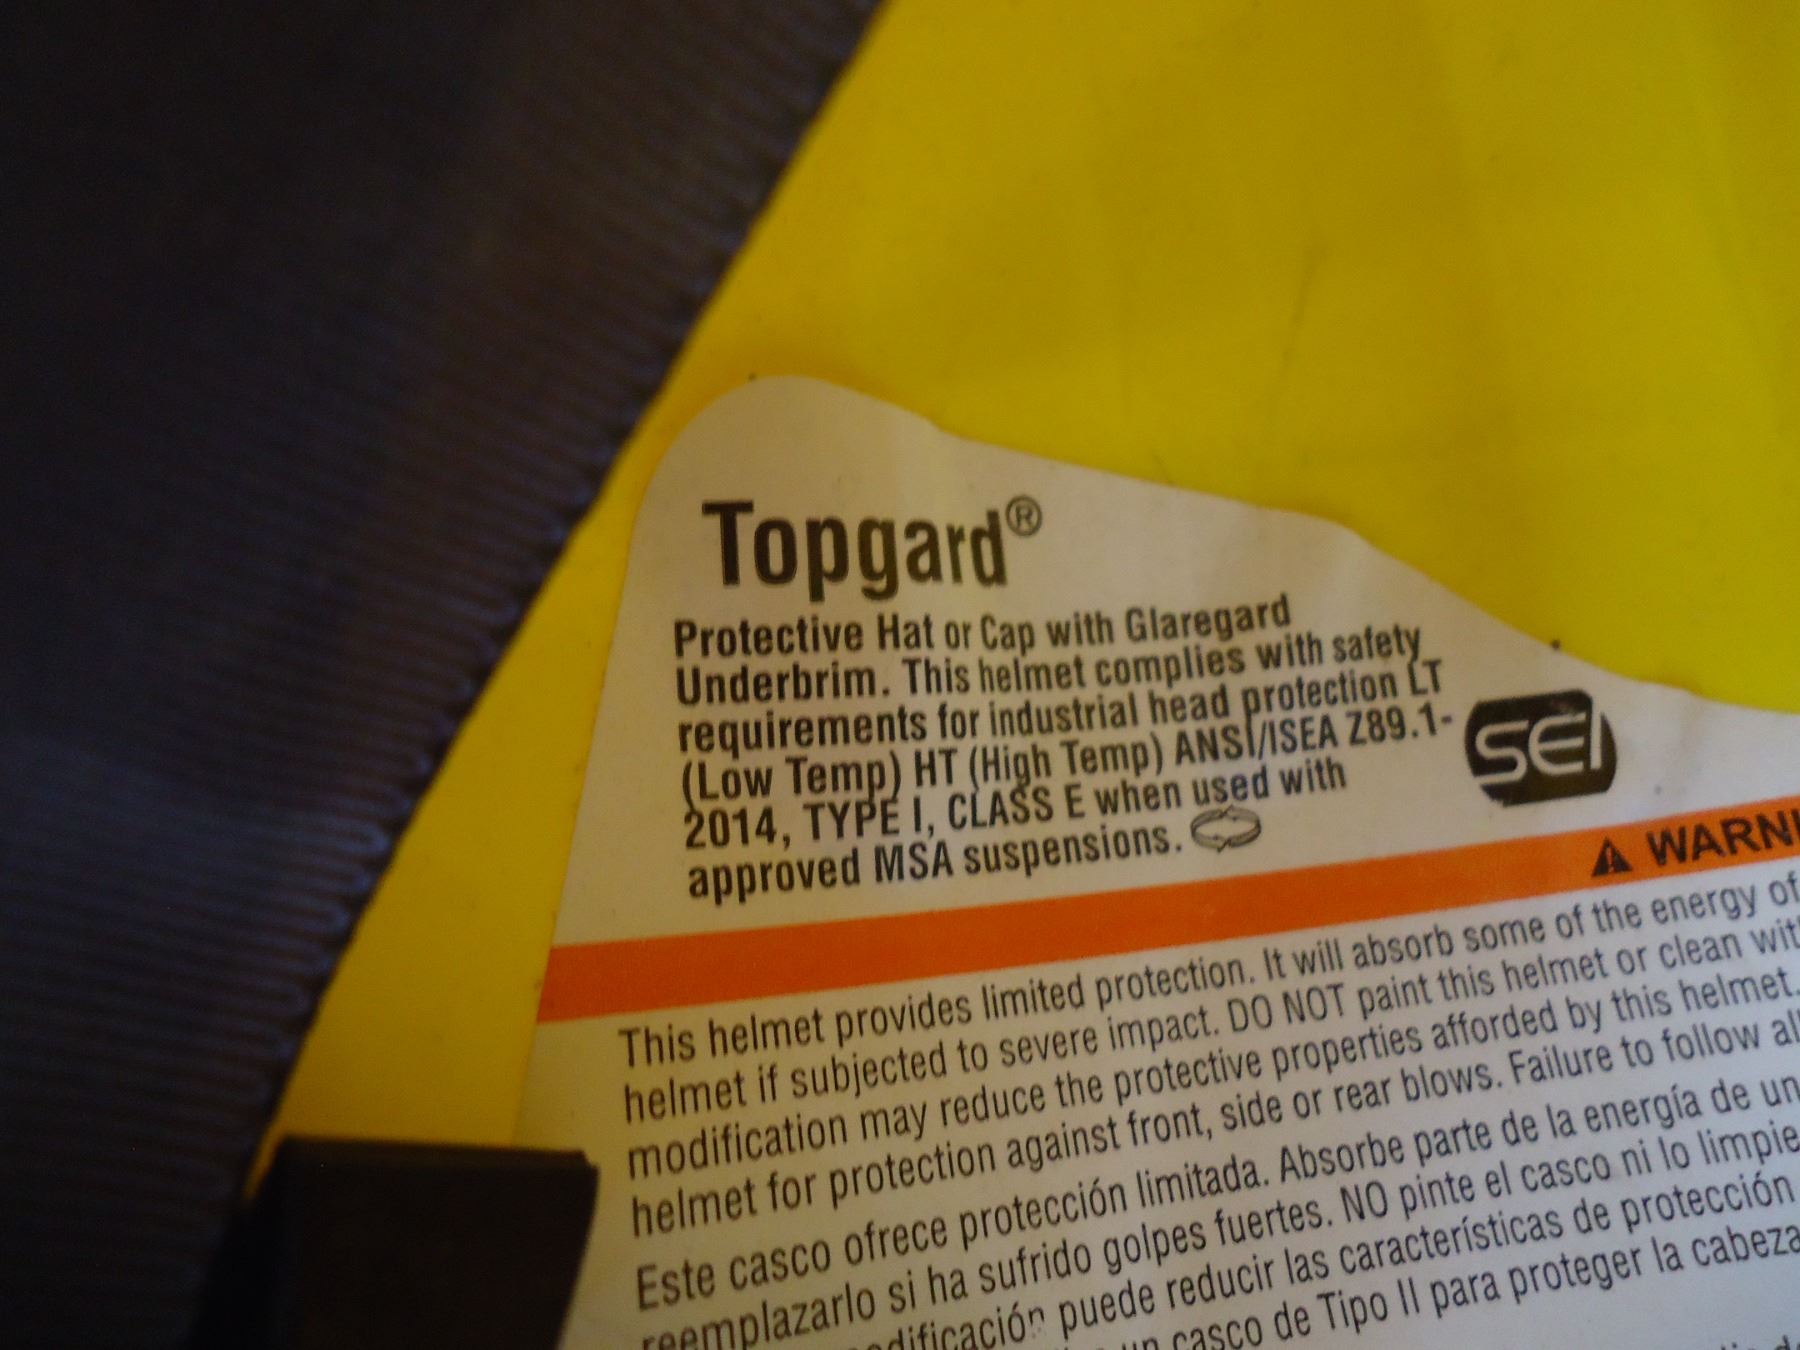 Topgard®
Protective Hat or Cap with Glaregard
Underbrim. This helmet complies with safety
requirements for industrial head protection LT
(Low Temp) HT (High Temp) ANSI/ISEA Z89.1-
2014, TYPE I, CLASS E when used with
approved MSA suspensions.
SEI
WARNI
This helmet provides limited protection. It will absorb some of the energy of
helmet if subjected to severe impact. DO NOT paint this helmet or clean wit
modification may reduce the protective properties afforded by this helmet.
helmet for protection against front, side or rear blows. Failure to follow all
Este casco ofrece protección limitada. Absorbe parte de la energía de un
reemplazarlo si ha sufrido golpes fuertes. NO pinte el casco ni lo limpie
dificación puede reducir las características de protección
un casco de Tipo II para proteger la cabeza